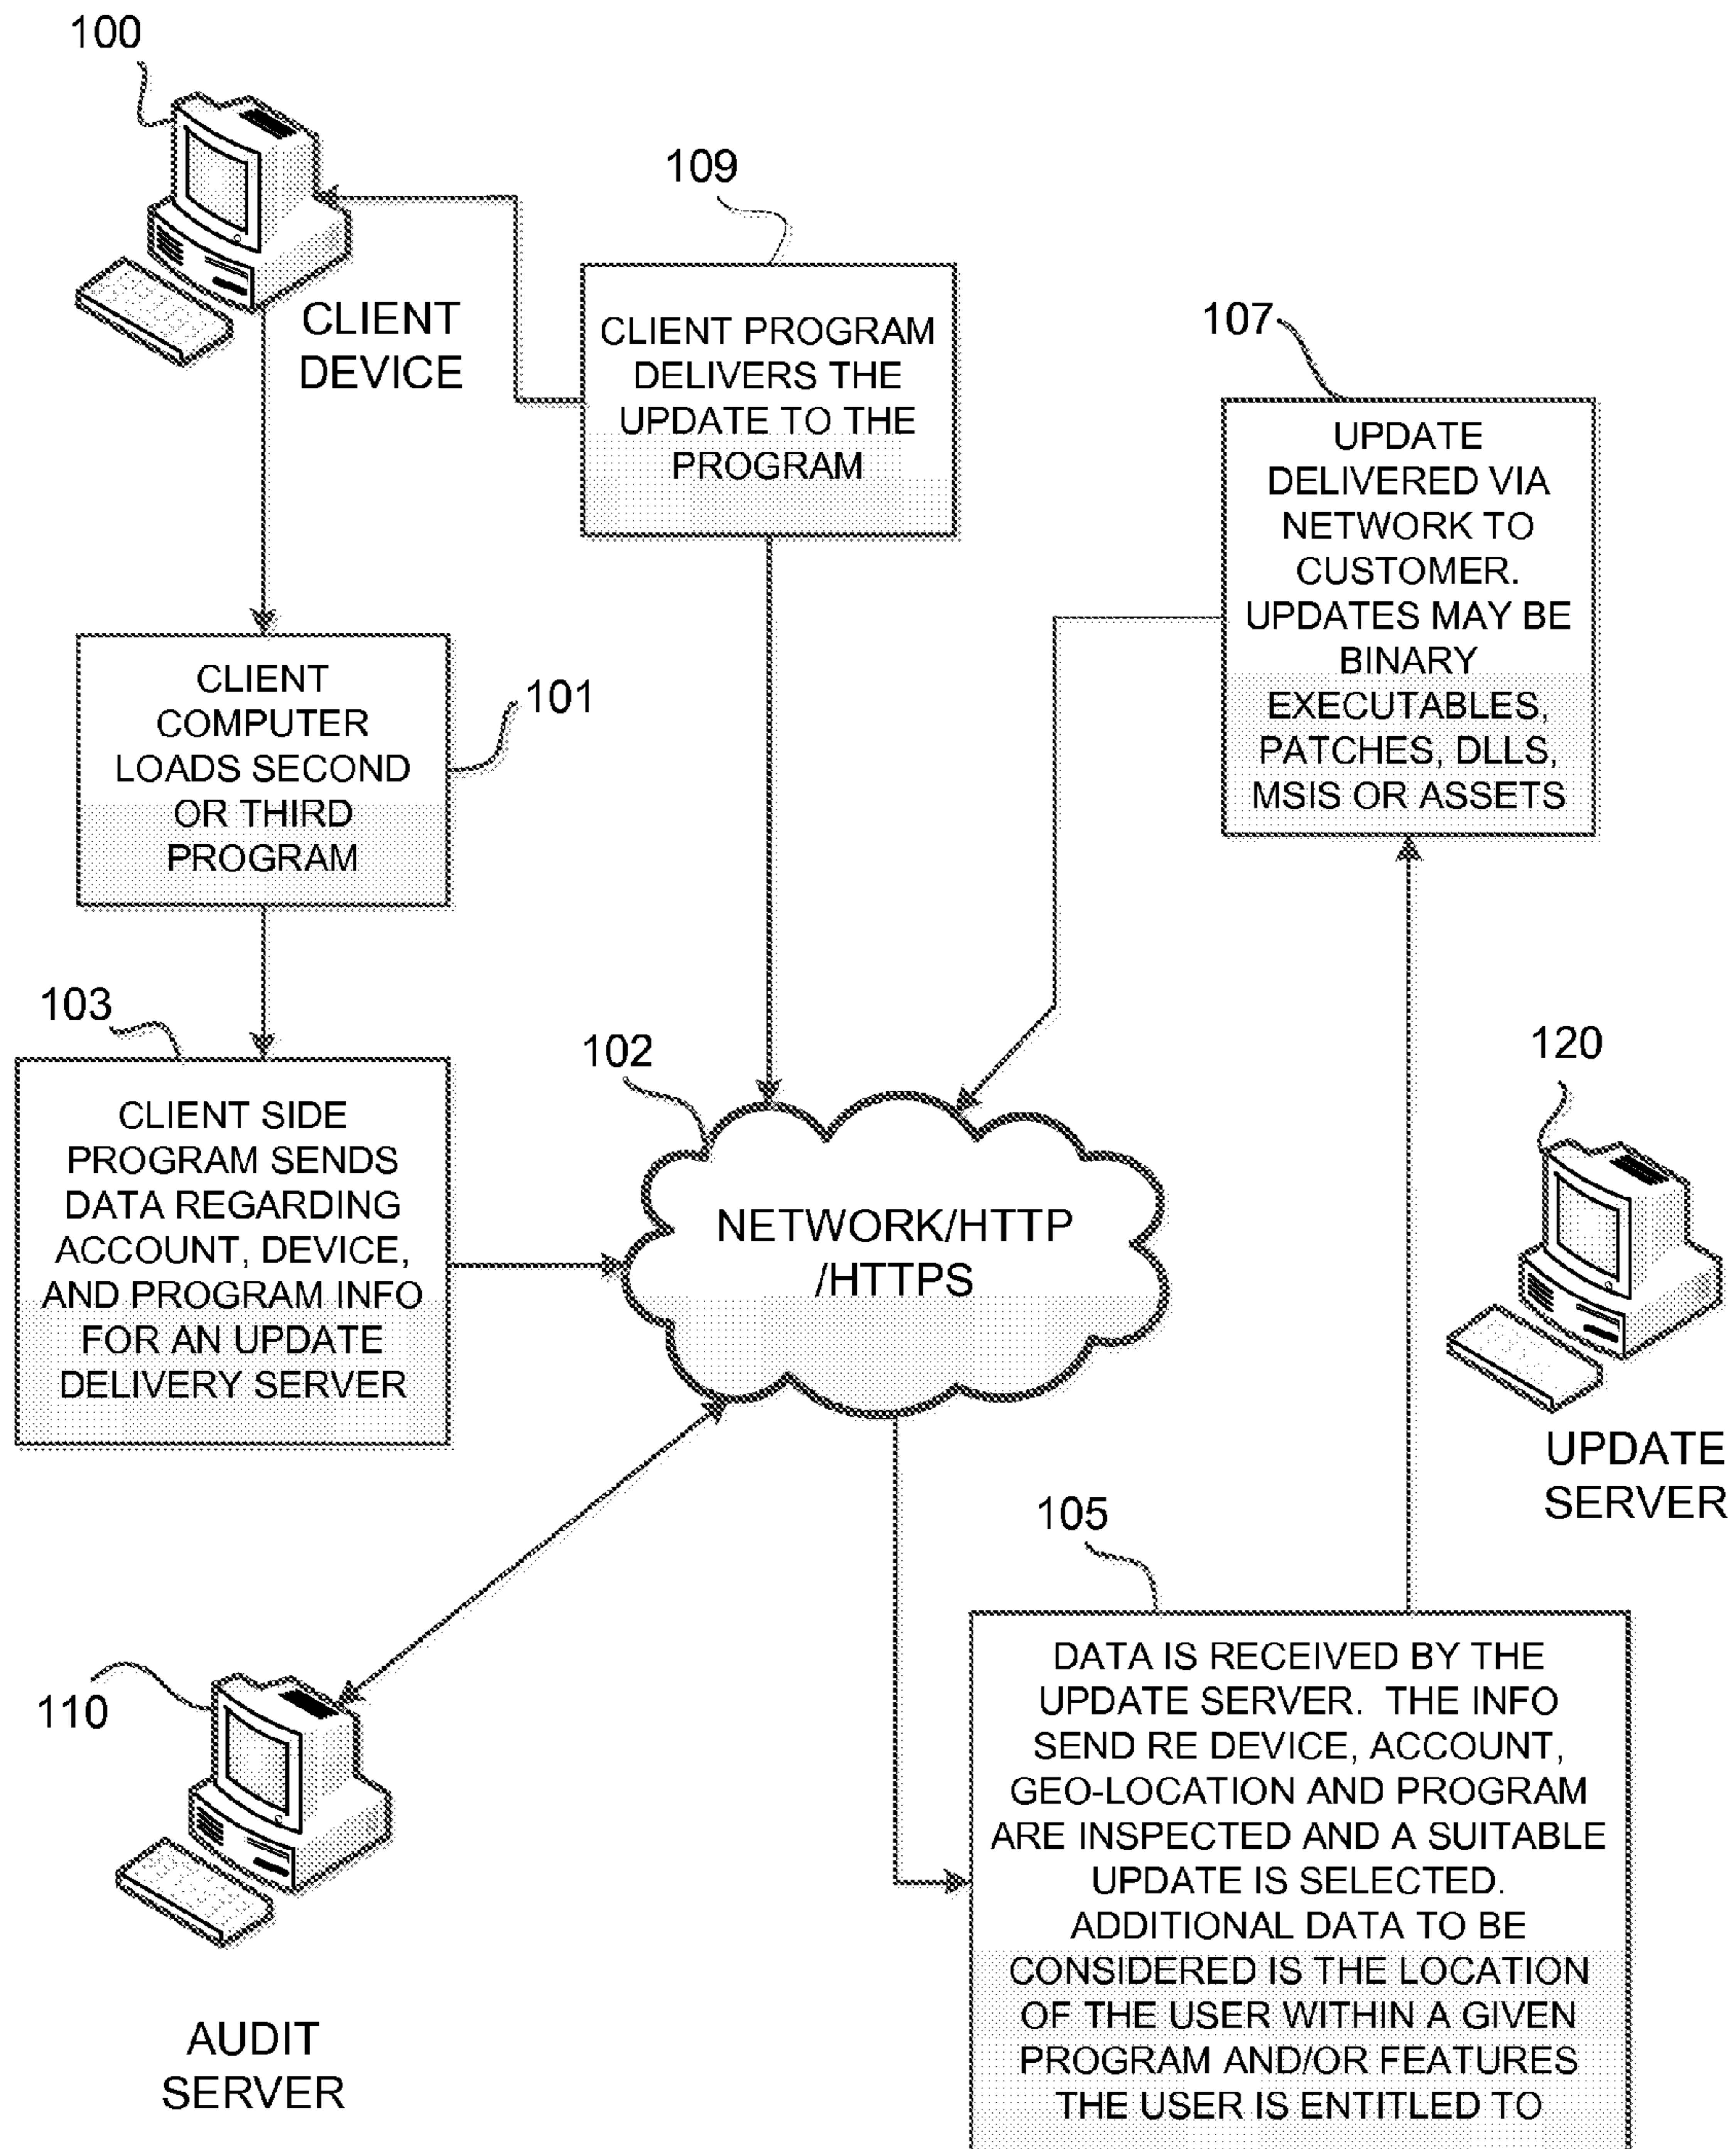 100
CLIENT
DEVICE
109
CLIENT PROGRAM
DELIVERS THE
UPDATE TO THE
PROGRAM
107
UPDATE
DELIVERED VIA
NETWORK TO
CUSTOMER.
UPDATES MAY BE
BINARY
EXECUTABLES,
PATCHES, DLLS,
MSIS OR ASSETS
CLIENT
COMPUTER
LOADS SECOND
OR THIRD
PROGRAM
101
103
CLIENT SIDE
PROGRAM SENDS
DATA REGARDING
ACCOUNT, DEVICE,
AND PROGRAM INFO
FOR AN UPDATE
DELIVERY SERVER
102
NETWORK/HTTP
/HTTPS
120
UPDATE
SERVER
105
DATA IS RECEIVED BY THE
UPDATE SERVER. THE INFO
SEND RE DEVICE, ACCOUNT,
GEO-LOCATION AND PROGRAM
ARE INSPECTED AND A SUITABLE
UPDATE IS SELECTED.
ADDITIONAL DATA TO BE
CONSIDERED IS THE LOCATION
OF THE USER WITHIN A GIVEN
PROGRAM AND/OR FEATURES
THE USER IS ENTITLED TO
110
AUDIT
SERVER